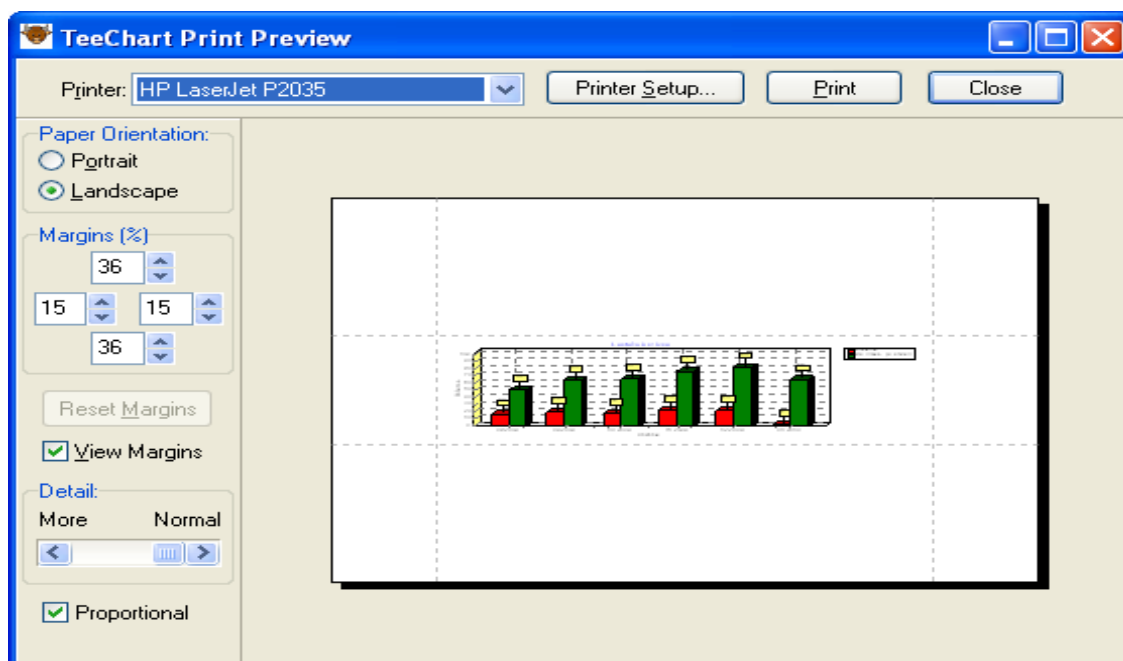 TeeChart Print Preview
Printer: HP LaserJet P2035 Printer Setup... Print Close
Paper Orientation:
Portrait
Landscape
Margins (%)
36
15 15
36
Reset Margins
View Margins
Detail:
More Normal
Proportional